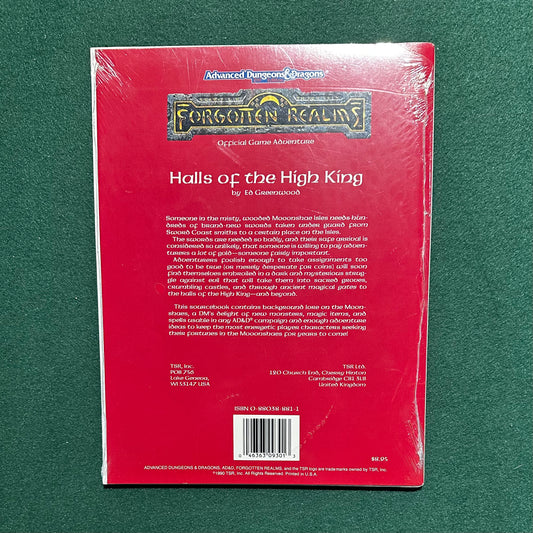 Advanced Dungeons&Dragons
FORGOTTEN REALMS
Official Game Adventure
Halls of the High King
by Ed Greenwood
Someone in the misty, wooded Mooonshae Isles needs hun-
dreds of brand-new swords taken under guard from
Sword Coast smiths to a certain place on the Isles.
The swords are needed so badly, and their safe arrival is
considered so unlikely, that someone is willing to pay adven-
turers a lot of gold—someone fairly important.
Adventurers foolish enough to take assignments too
good to be true (or merely desperate for coins) will soon
find themselves embroiled in a dark and mysterious strug-
gle against evil that will take them into sacred groves,
crumbling castles, and through ancient magical gates to
the halls of the High King—and beyond.
This sourcebook contains background lore on the Moon-
shaes, a DM's delight of new monsters, magic items, and
spells usable in any AD&D® campaign and enough adventure
ideas to keep the most energetic player characters seeking
their fortunes in the Moonshaes for years to come!
TSR, Inc.
POB 756
Lake Geneva,
WI 53147 USA
TSR Ltd.
120 Church End, Cherry Hinton
Cambridge CB1 3LB
United Kingdom
ISBN 0-88038-881-1
0 46363 09301 3
$8.95
ADVANCED DUNGEONS & DRAGONS, AD&D, FORGOTTEN REALMS, and the TSR logo are trademarks owned by TSR, Inc.
©1990 TSR, Inc. All Rights Reserved. Printed in U.S.A.